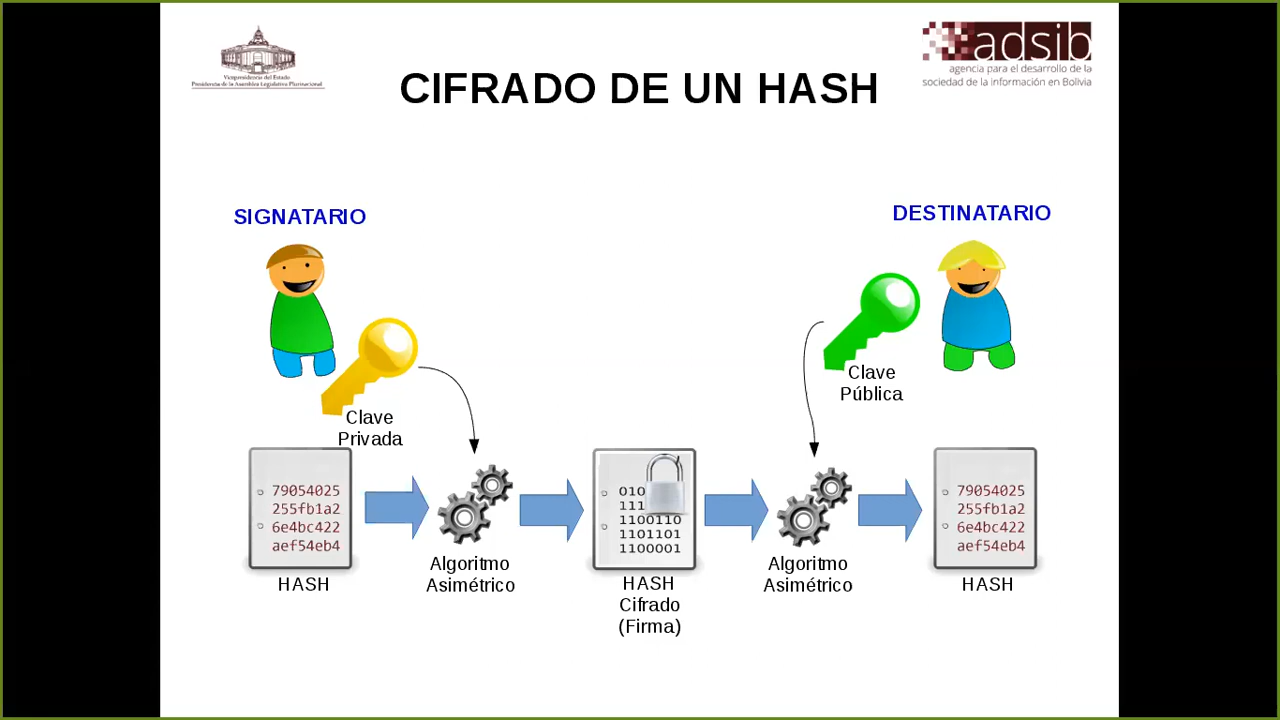 Vicepresidencia del Estado
Presidencia de la Asamblea Legislativa Plurinacional
adsib
agencia para el desarrollo de la
sociedad de la información en Bolivia
CIFRADO DE UN HASH
SIGNATARIO
DESTINATARIO
Clave
Privada
Clave
Pública
79054025
255fb1a2
6e4bc422
aef54eb4
HASH
Algoritmo
Asimétrico
010
111
1100110
1101101
1100001
HASH
Cifrado
(Firma)
Algoritmo
Asimétrico
79054025
255fb1a2
6e4bc422
aef54eb4
HASH